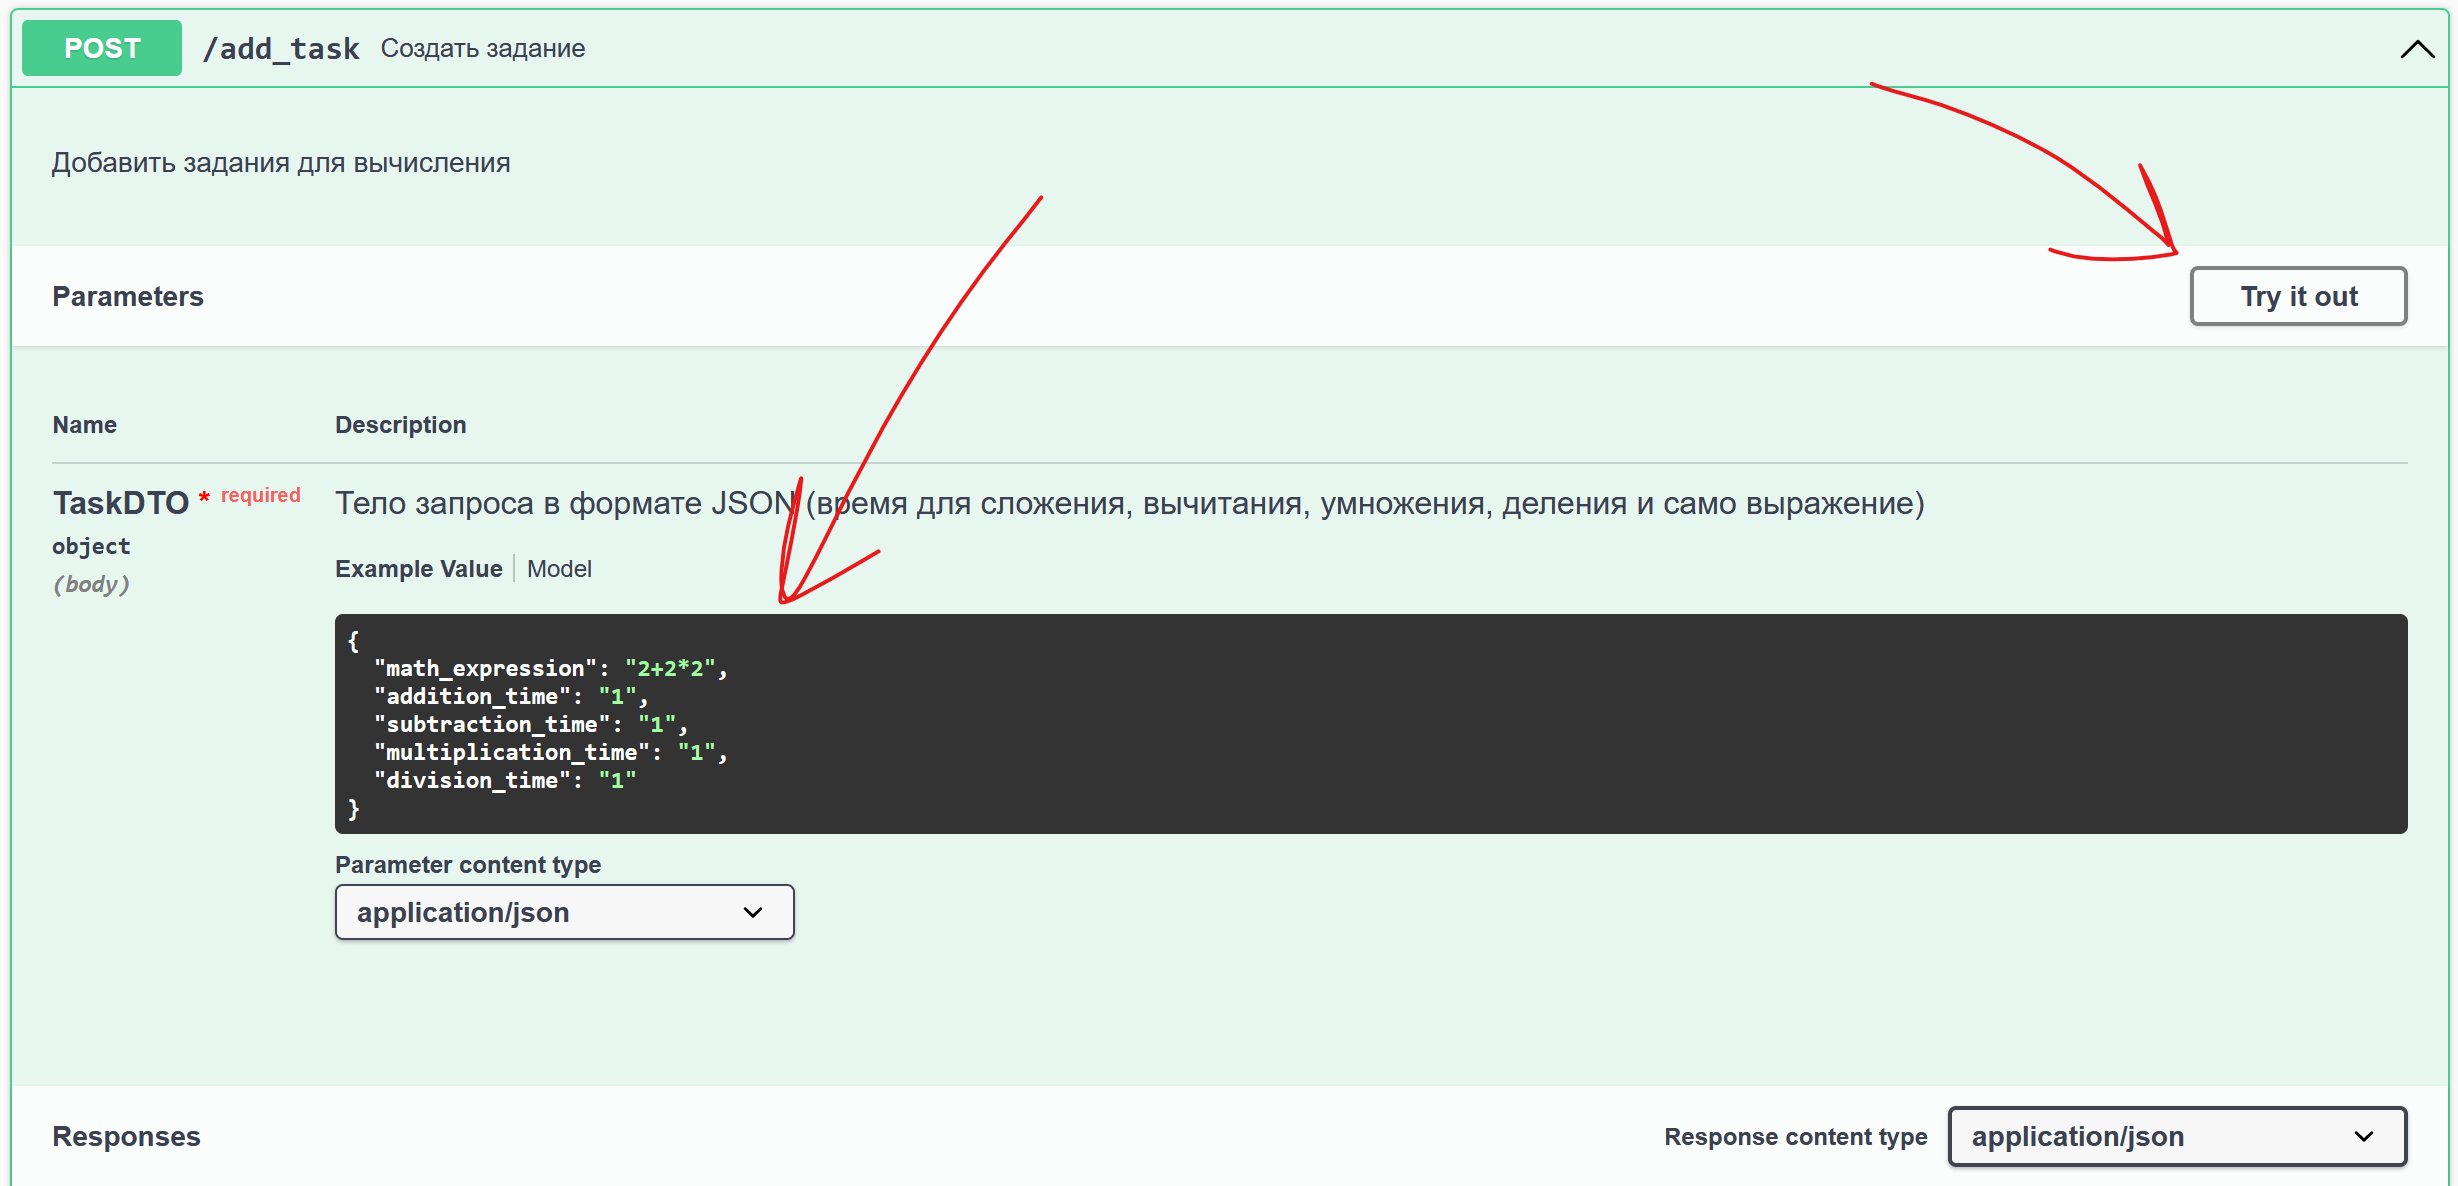 POST /add_task Создать задание
Добавить задания для вычисления
Parameters
Try it out
Name Description
TaskDTO * required
object
(body)
Тело запроса в формате JSON (время для сложения, вычитания, умножения, деления и само выражение)
Example Value Model
{
  "math_expression": "2+2*2",
  "addition_time": "1",
  "subtraction_time": "1",
  "multiplication_time": "1",
  "division_time": "1"
}
Parameter content type
application/json
Responses
Response content type application/json